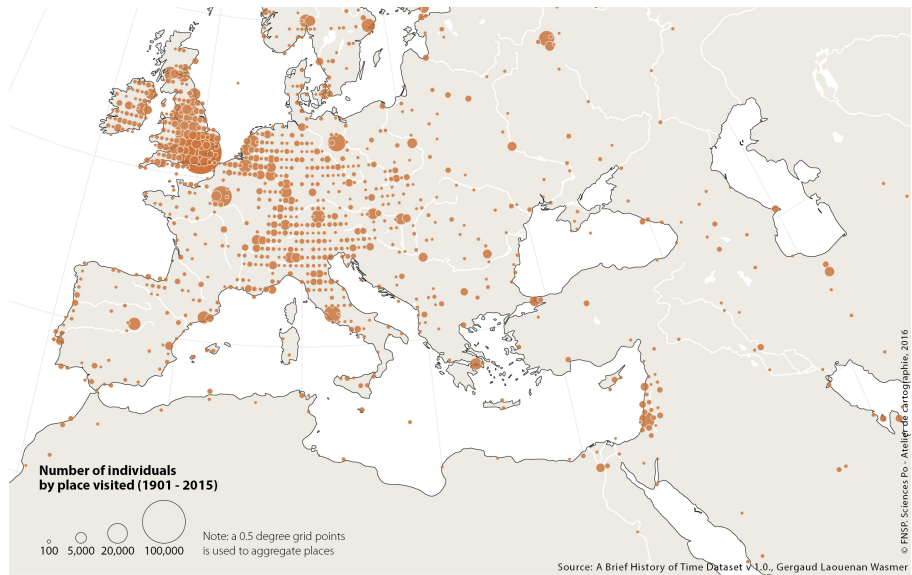 Number of individuals
by place visited (1901 - 2015)
100 5,000 20,000 100,000
Note: a 0.5 degree grid points
is used to aggregate places
Source: A Brief History of Time Dataset v 1.0., Gergaud Laouenan Wasmer
© FNSP. Sciences Po - Atelier de cartographie, 2016